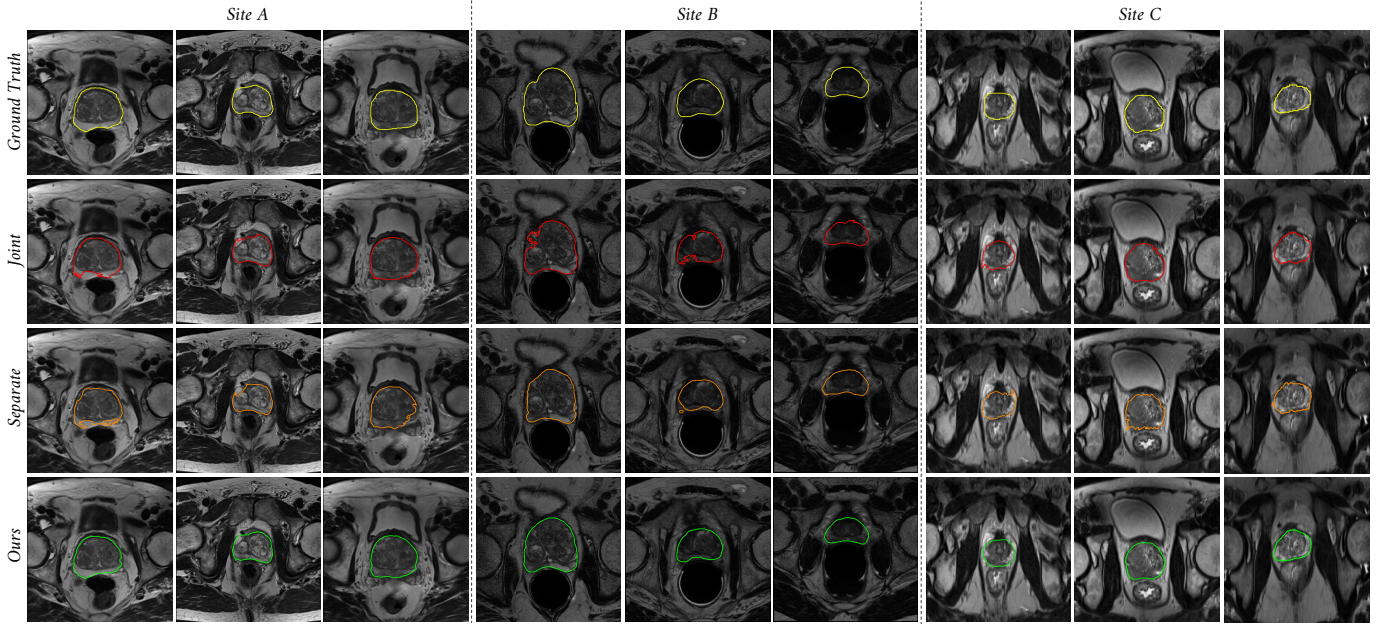 Site A
Site B
Site C
Ground Truth
Joint
Separate
Ours